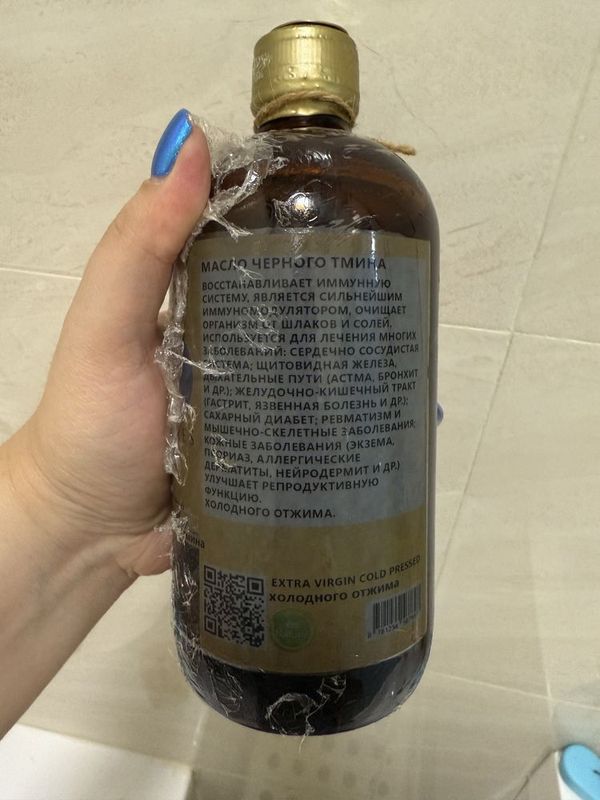 МАСЛО ЧЕРНОГО ТМИНА
ВОССТАНАВЛИВАЕТ ИММУННУЮ
СИСТЕМУ, ЯВЛЯЕТСЯ СИЛЬНЕЙШИМ
ИММУНОМОДУЛЯТОРОМ, ОЧИЩАЕТ
ОРГАНИЗМ ОТ ШЛАКОВ И СОЛЕЙ.
ИСПОЛЬЗУЕТСЯ ДЛЯ ЛЕЧЕНИЯ МНОГИХ
ЗАБОЛЕВАНИЙ: СЕРДЕЧНО СОСУДИСТАЯ
СИСТЕМА; ЩИТОВИДНАЯ ЖЕЛЕЗА,
ДЫХАТЕЛЬНЫЕ ПУТИ (АСТМА, БРОНХИТ
И ДР.); ЖЕЛУДОЧНО-КИШЕЧНЫЙ ТРАКТ
(ГАСТРИТ, ЯЗВЕННАЯ БОЛЕЗНЬ И ДР.);
САХАРНЫЙ ДИАБЕТ; РЕВМАТИЗМ И
МЫШЕЧНО-СКЕЛЕТНЫЕ ЗАБОЛЕВАНИЯ;
КОЖНЫЕ ЗАБОЛЕВАНИЯ (ЭКЗЕМА,
ПСОРИАЗ, АЛЛЕРГИЧЕСКИЕ
ДЕРМАТИТЫ, НЕЙРОДЕРМИТ И ДР.)
УЛУЧШАЕТ РЕПРОДУКТИВНУЮ
ФУНКЦИЮ.
ХОЛОДНОГО ОТЖИМА.
EXTRA VIRGIN COLD PRESSED
холодного отжима